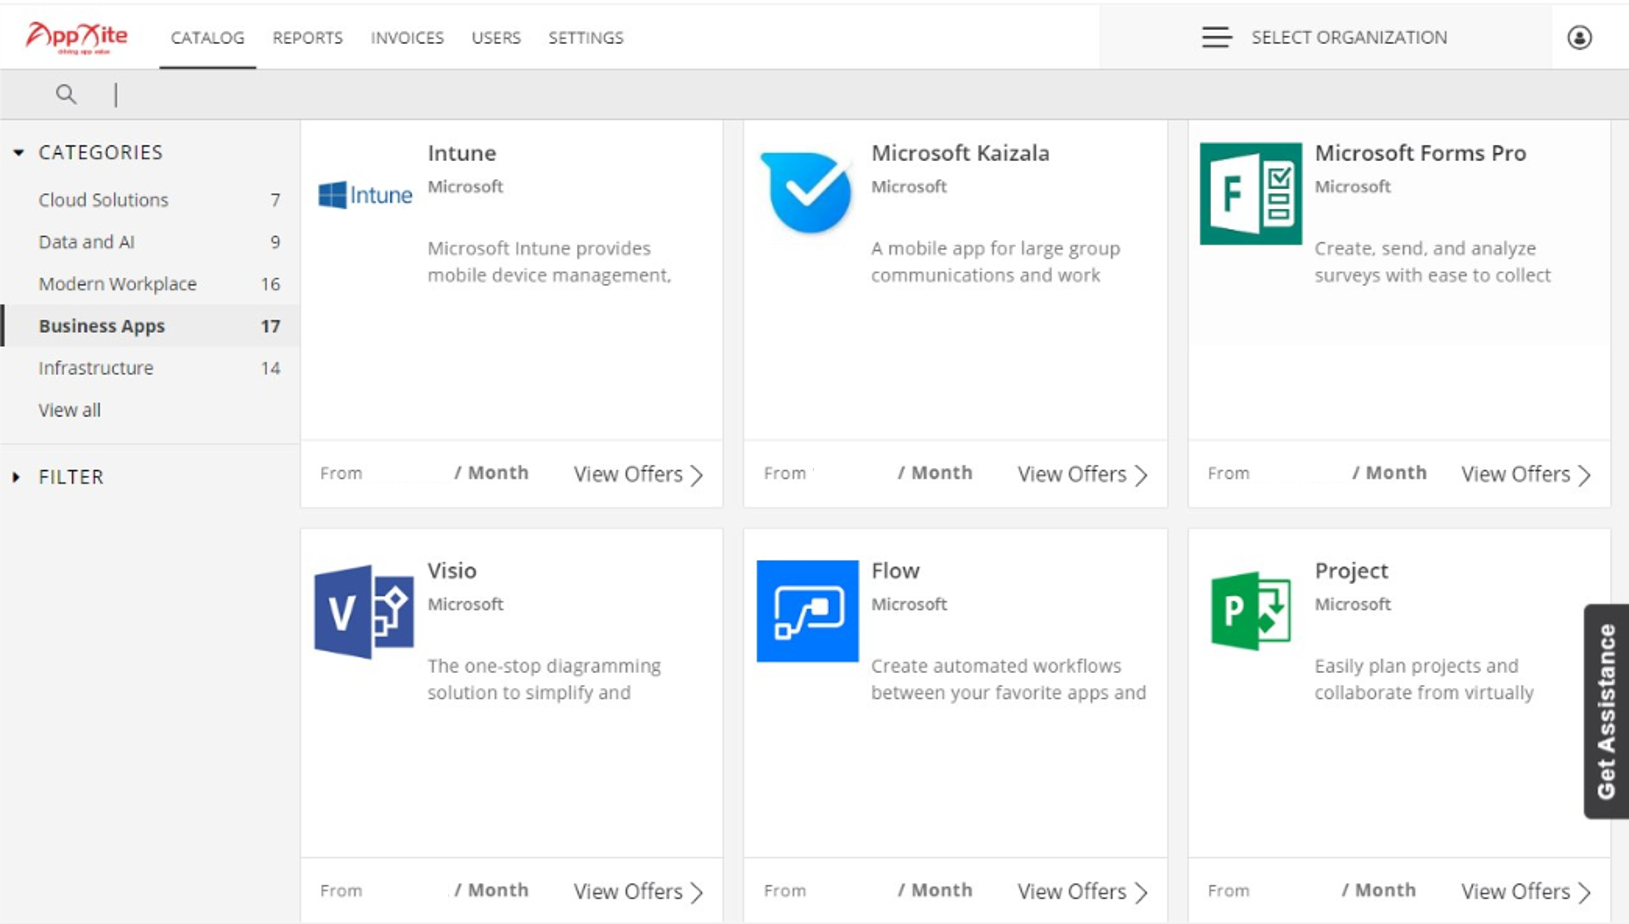 AppXite
driving app value
CATALOG
REPORTS
INVOICES
USERS
SETTINGS
SELECT ORGANIZATION
CATEGORIES
Cloud Solutions 7
Data and AI 9
Modern Workplace 16
Business Apps 17
Infrastructure 14
View all
FILTER
Intune
Intune
Microsoft
Microsoft Intune provides
mobile device management,
From / Month View Offers
Microsoft Kaizala
Microsoft
A mobile app for large group
communications and work
From / Month View Offers
F
Microsoft Forms Pro
Microsoft
Create, send, and analyze
surveys with ease to collect
From / Month View Offers
V
Visio
Microsoft
The one-stop diagramming
solution to simplify and
From / Month View Offers
Flow
Microsoft
Create automated workflows
between your favorite apps and
From / Month View Offers
P
Project
Microsoft
Easily plan projects and
collaborate from virtually
From / Month View Offers
Get Assistance